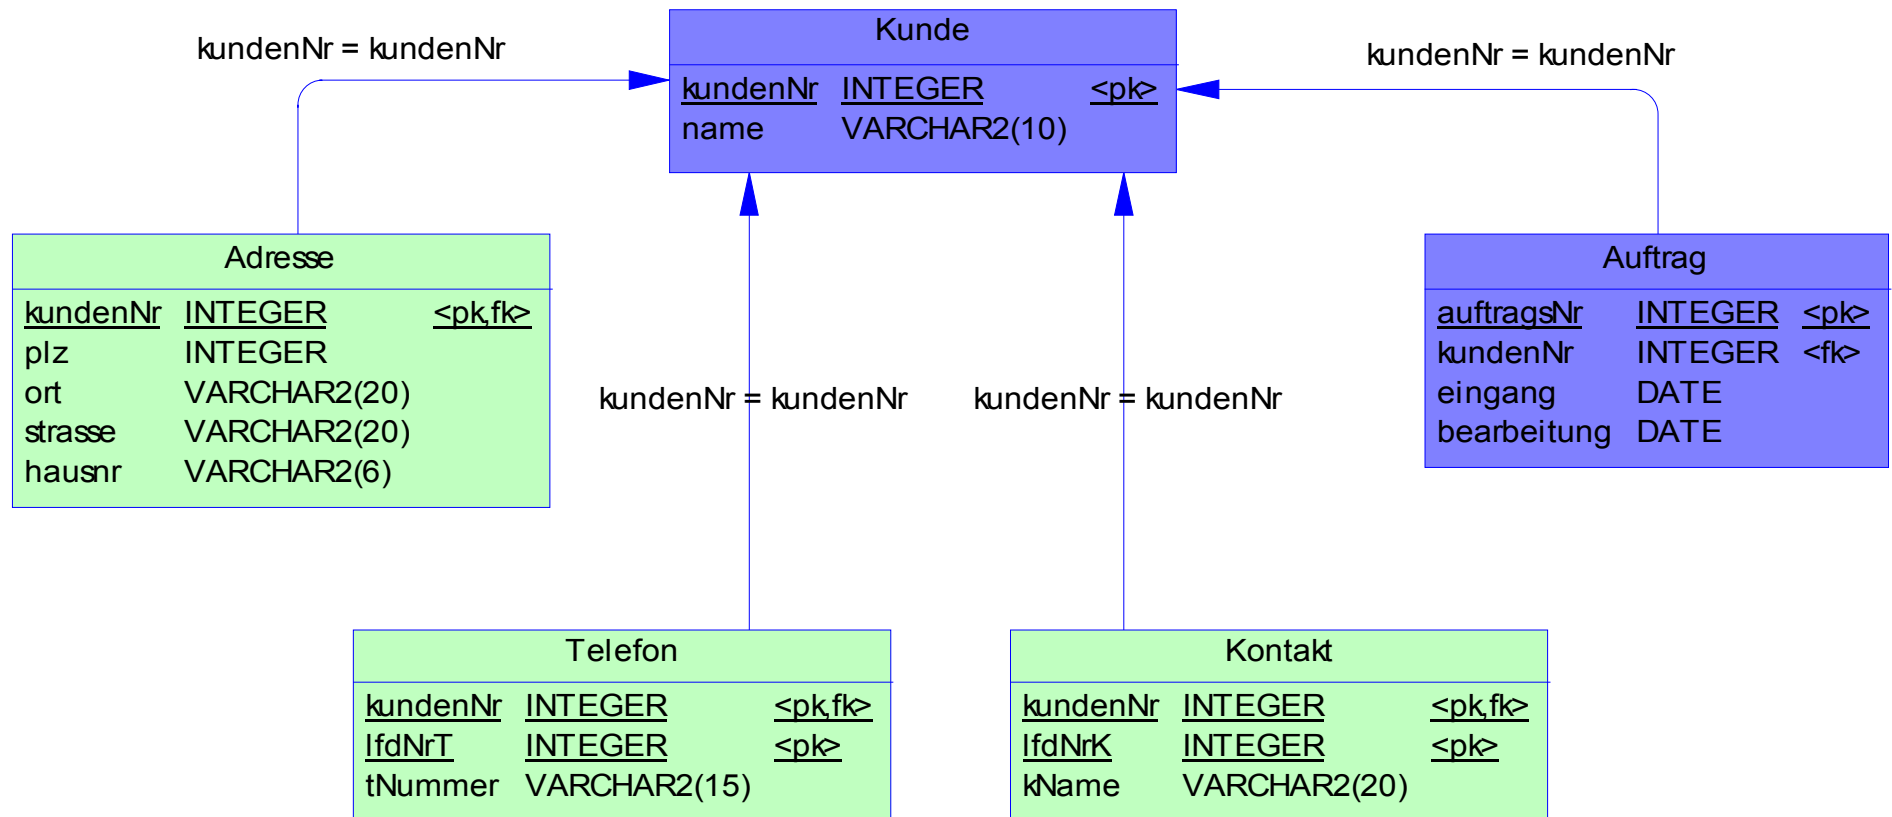 kundenNr = kundenNr
Kunde
kundenNr INTEGER <pk>
name VARCHAR2(10)
kundenNr = kundenNr
Adresse
kundenNr INTEGER <pk,fk>
plz INTEGER
ort VARCHAR2(20)
strasse VARCHAR2(20)
hausnr VARCHAR2(6)
Auftrag
auftragsNr INTEGER <pk>
kundenNr INTEGER <fk>
eingang DATE
bearbeitung DATE
kundenNr = kundenNr
kundenNr = kundenNr
Telefon
kundenNr INTEGER <pk,fk>
lfdNrT INTEGER <pk>
tNummer VARCHAR2(15)
Kontakt
kundenNr INTEGER <pk,fk>
lfdNrK INTEGER <pk>
kName VARCHAR2(20)